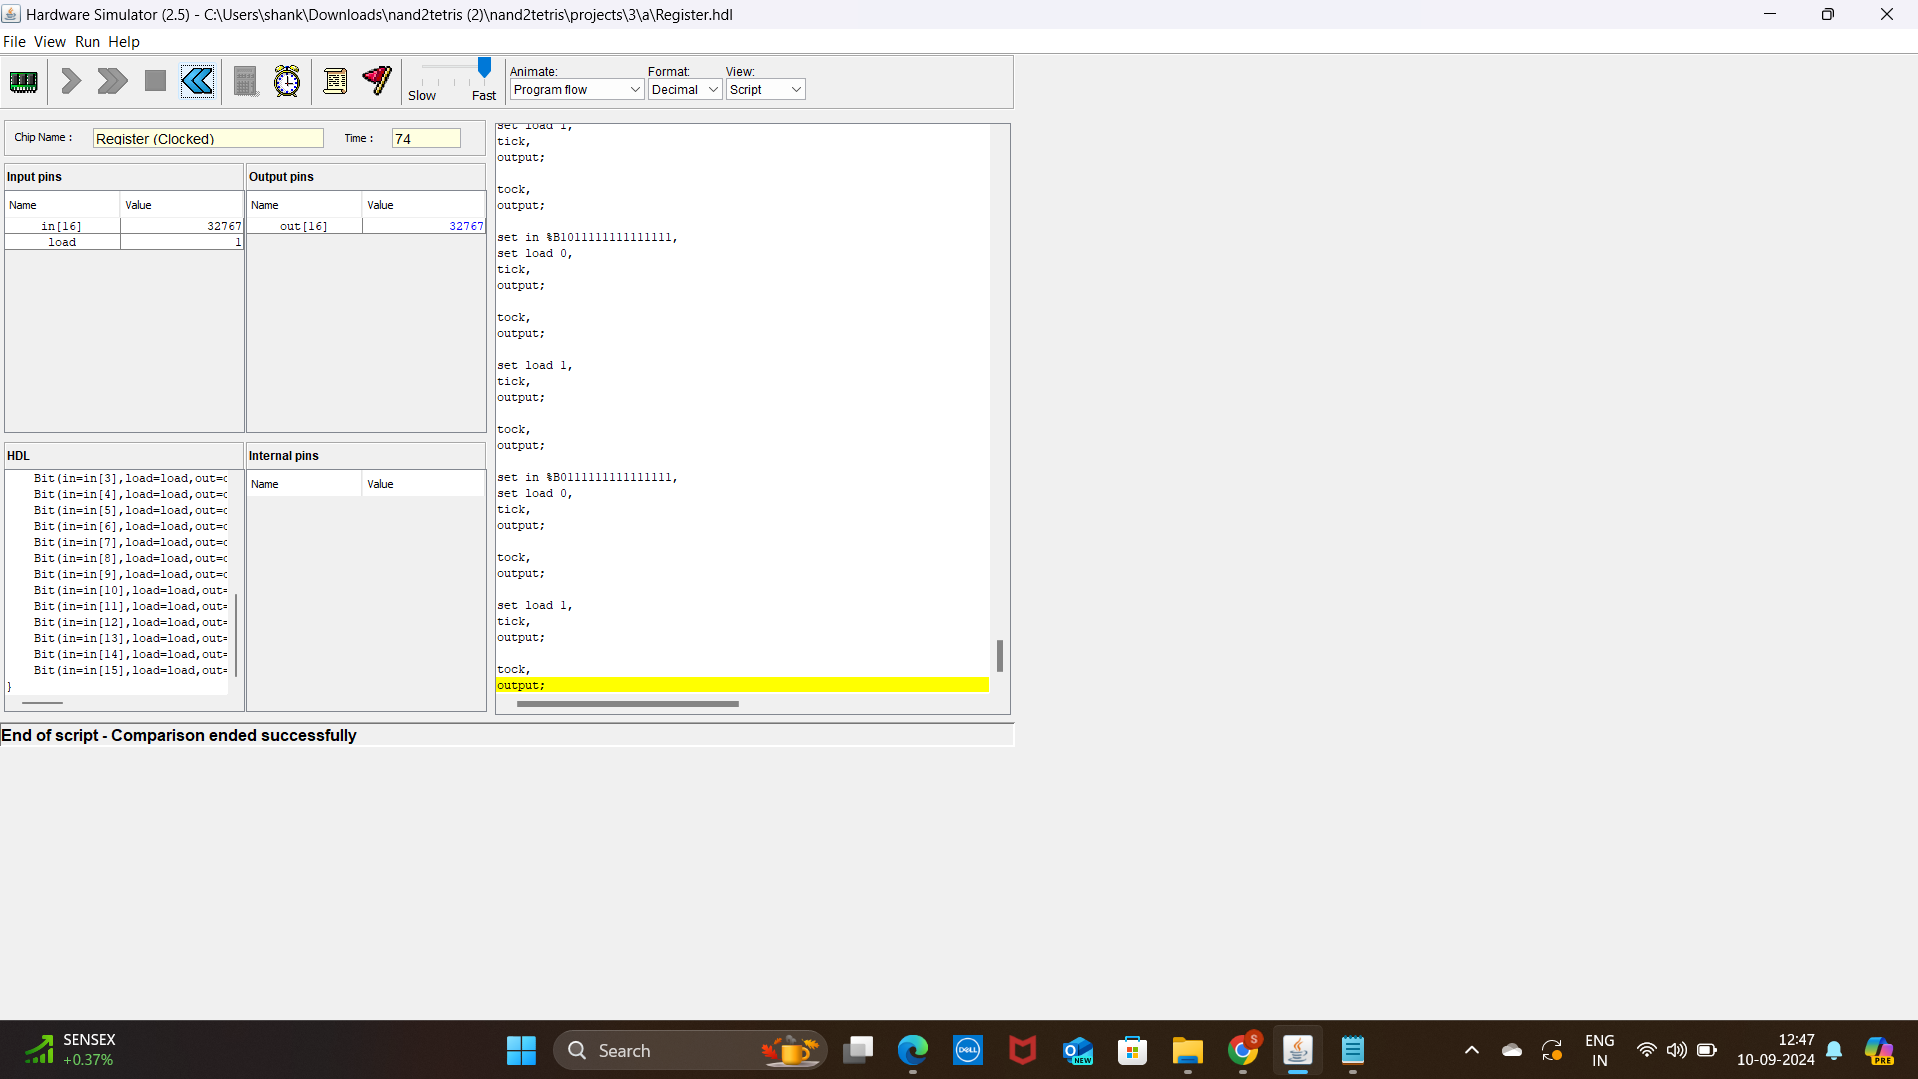 Hardware Simulator (2.5) - C:\Users\shank\Downloads\nand2tetris (2)\nand2tetris\projects\3\a\Register.hdl
File View Run Help
Slow Fast
Animate: Format: View:
Program flow Decimal Script
Chip Name : Register (Clocked) Time : 74
Input pins
Name Value
in[16] 32767
load 1
Output pins
Name Value
out[16] 32767
HDL
Bit(in=in[3],load=load,out=
Bit(in=in[4],load=load,out=
Bit(in=in[5],load=load,out=
Bit(in=in[6],load=load,out=
Bit(in=in[7],load=load,out=
Bit(in=in[8],load=load,out=
Bit(in=in[9],load=load,out=
Bit(in=in[10],load=load,out=
Bit(in=in[11],load=load,out=
Bit(in=in[12],load=load,out=
Bit(in=in[13],load=load,out=
Bit(in=in[14],load=load,out=
Bit(in=in[15],load=load,out=
}
Internal pins
Name Value
set load 1,
tick,
output;
tock,
output;
set in %B1011111111111111,
set load 0,
tick,
output;
tock,
output;
set load 1,
tick,
output;
tock,
output;
set in %B0111111111111111,
set load 0,
tick,
output;
tock,
output;
set load 1,
tick,
output;
tock,
output;
End of script - Comparison ended successfully
SENSEX
+0.37%
Search
DELL
NEW
S
ENG
IN
12:47
10-09-2024
PRE